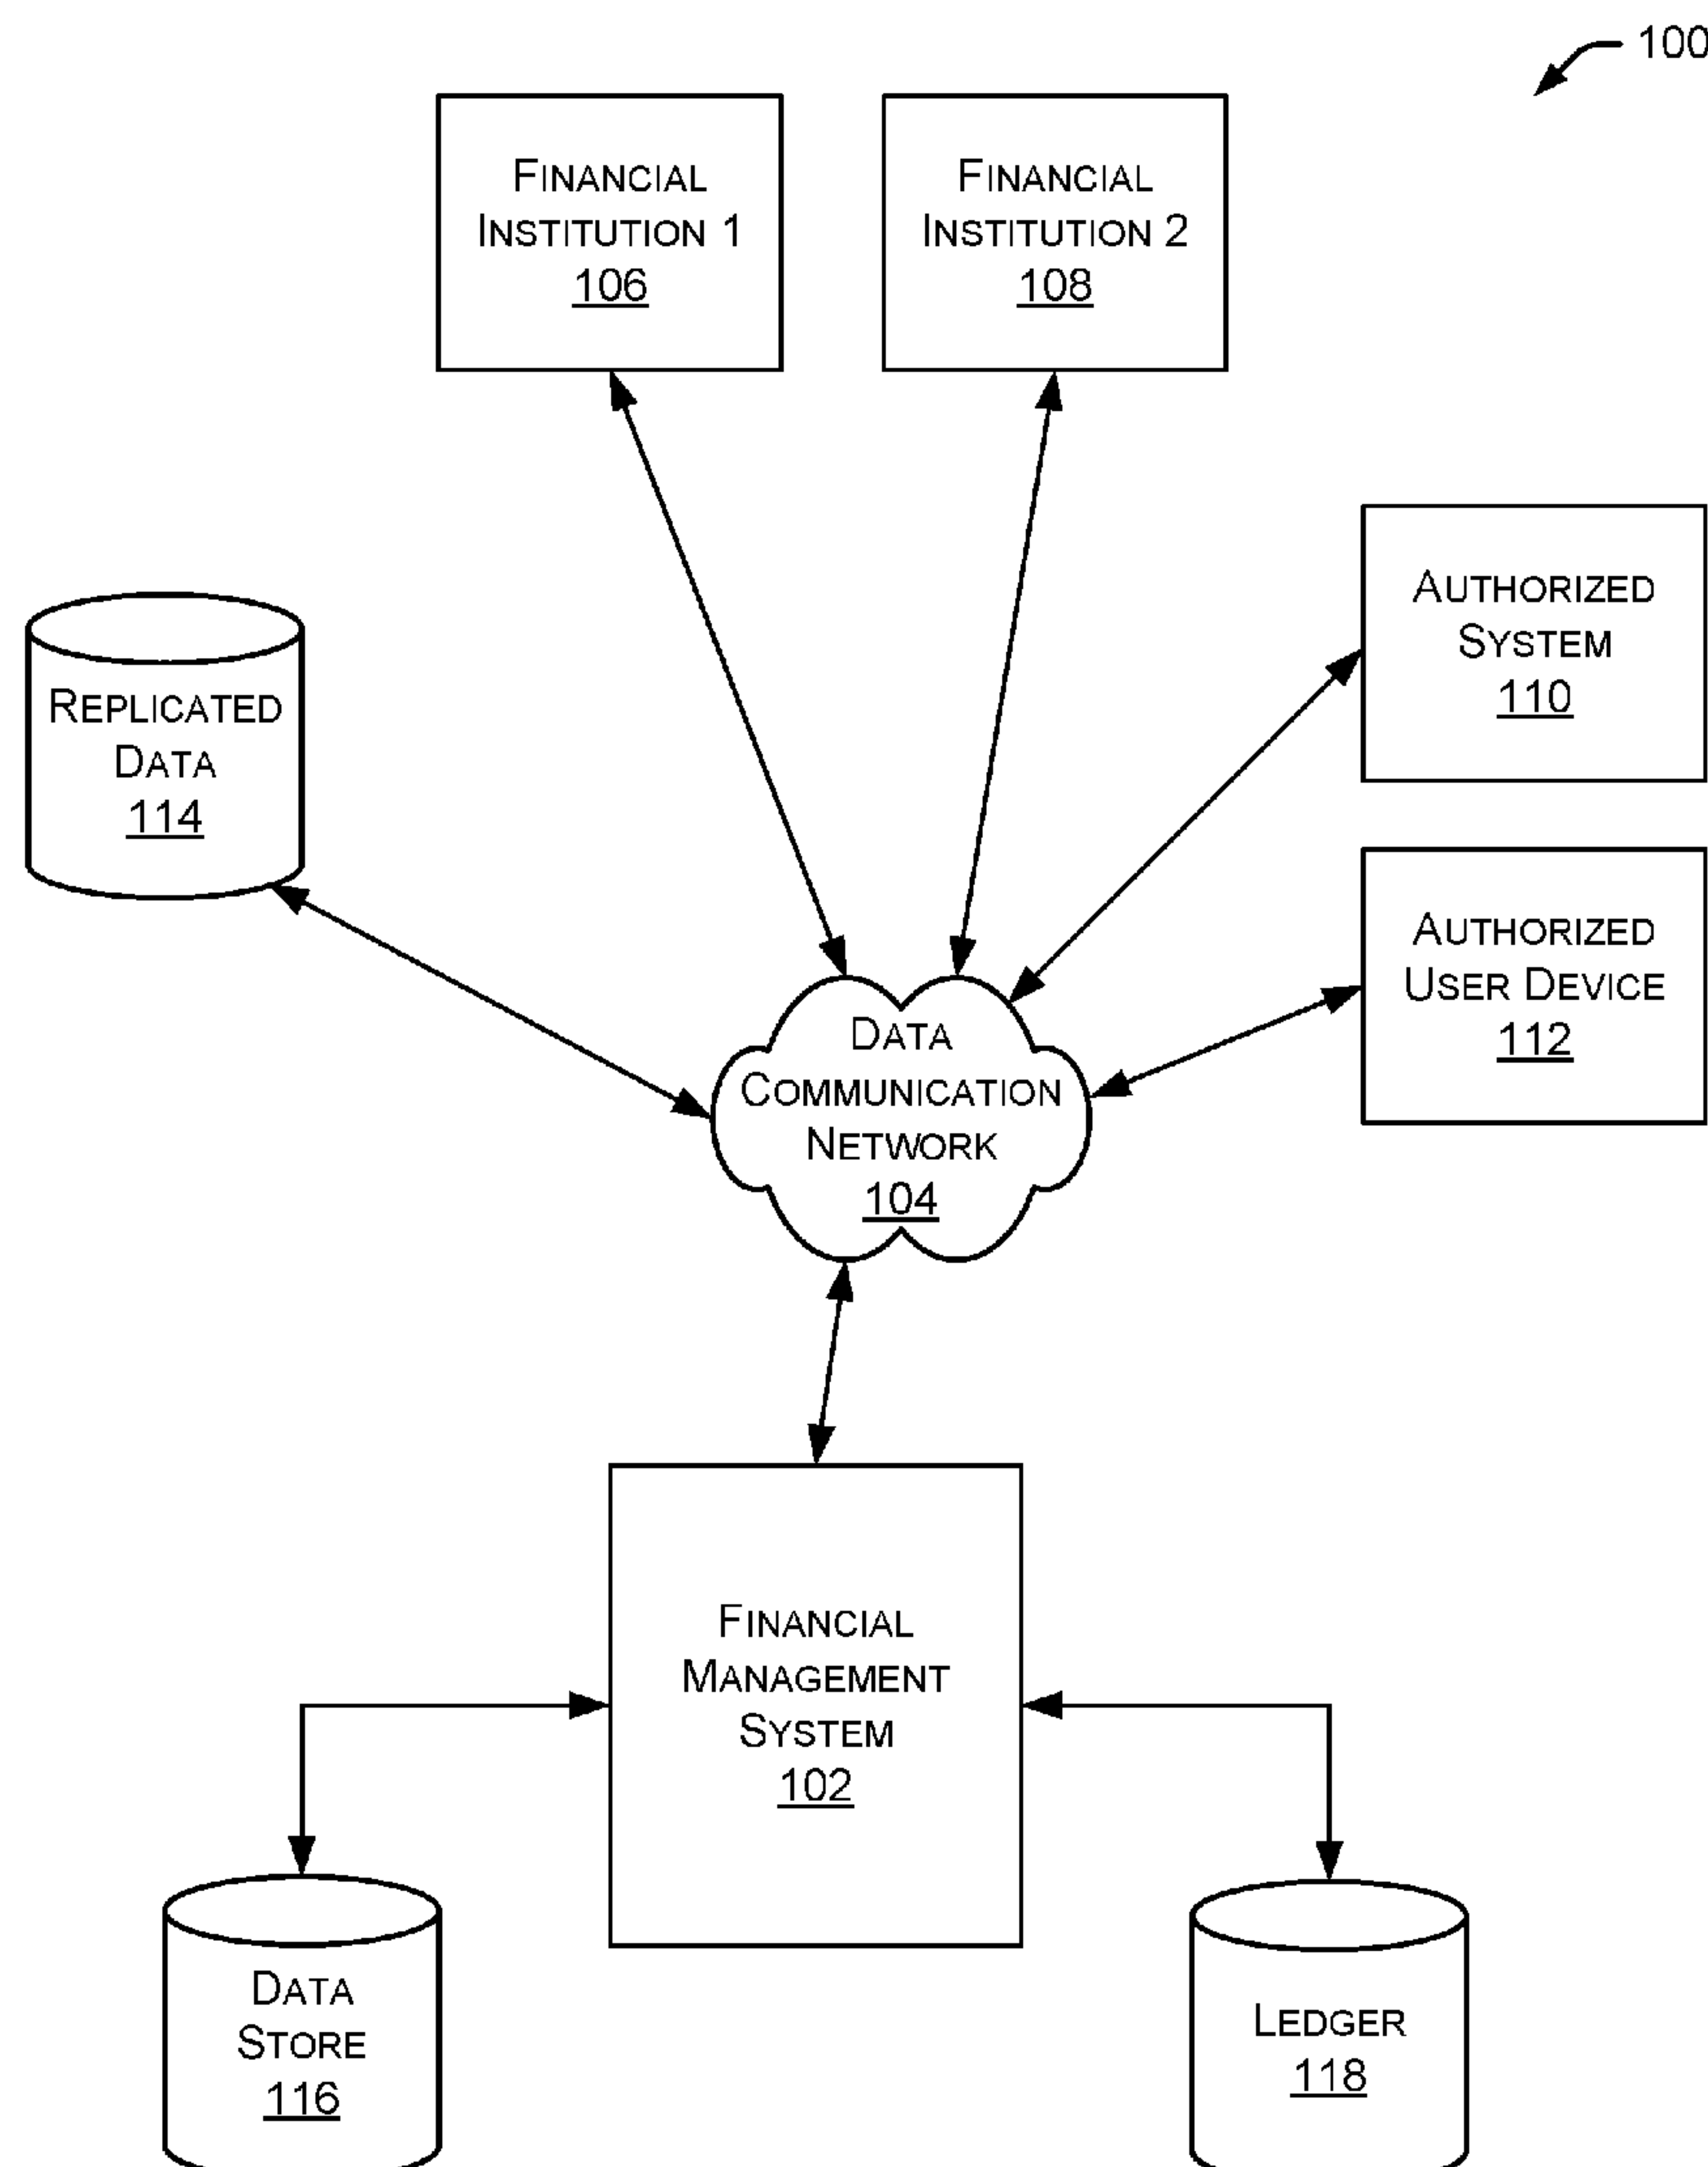 100
FINANCIAL
INSTITUTION 1
106
FINANCIAL
INSTITUTION 2
108
AUTHORIZED
SYSTEM
110
REPLICATED
DATA
114
AUTHORIZED
USER DEVICE
112
DATA
COMMUNICATION
NETWORK
104
FINANCIAL
MANAGEMENT
SYSTEM
102
DATA
STORE
116
LEDGER
118